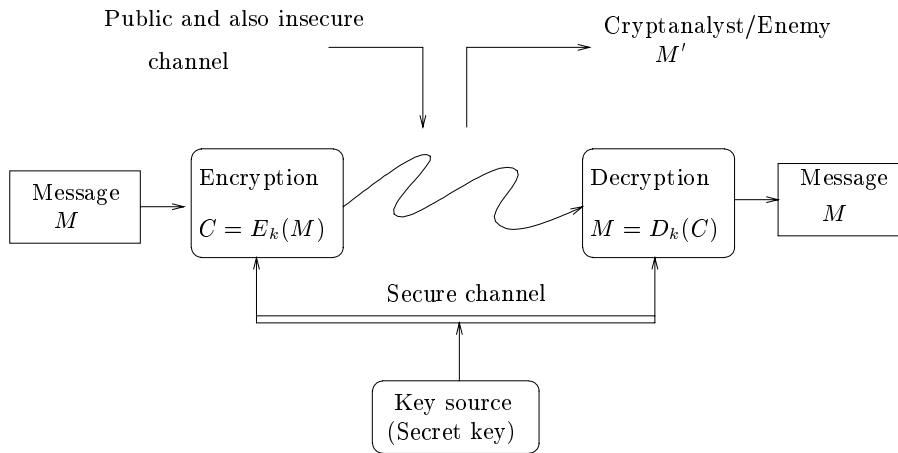 Public and also insecure
channel
Cryptanalyst/Enemy
M′
Message
M
Encryption
C = E_k(M)
Decryption
M = D_k(C)
Message
M
Secure channel
Key source
(Secret key)